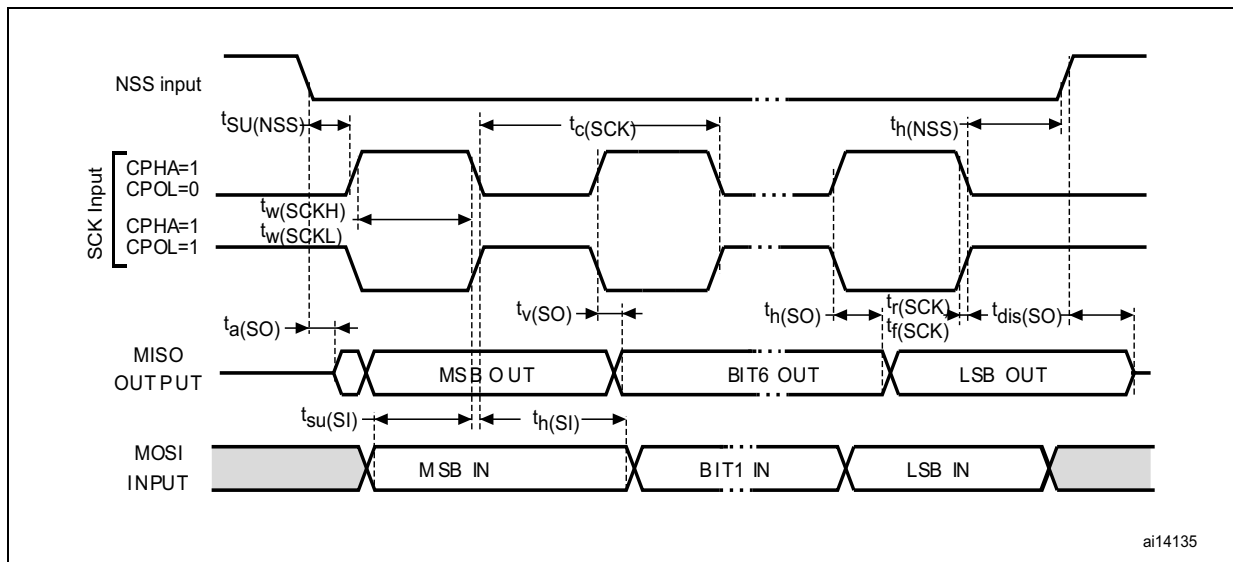 NSS input
tSU(NSS)
tc(SCK)
th(NSS)
SCK Input
CPHA=1
CPOL=0
tw(SCKH)
CPHA=1
tw(SCKL)
CPOL=1
ta(SO)
tv(SO)
th(SO)
tr(SCK)
tf(SCK)
tdis(SO)
MISO
OUTPUT
MSB OUT
BIT6 OUT
LSB OUT
tsu(SI)
th(SI)
MOSI
INPUT
MSB IN
BIT1 IN
LSB IN
ai14135